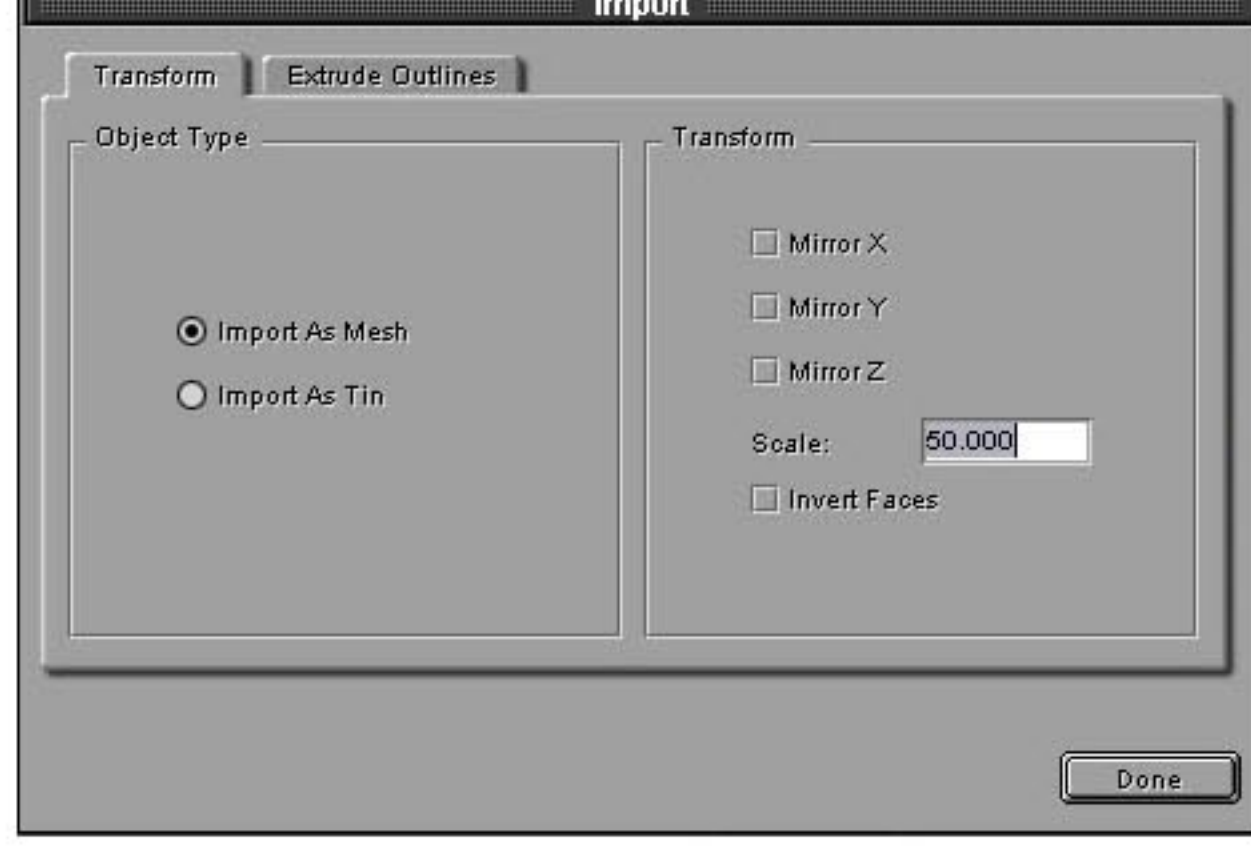 Import
Transform
Extrude Outlines
Object Type
Import As Mesh
Import As Tin
Transform
Mirror X
Mirror Y
Mirror Z
Scale: 50.000
Invert Faces
Done